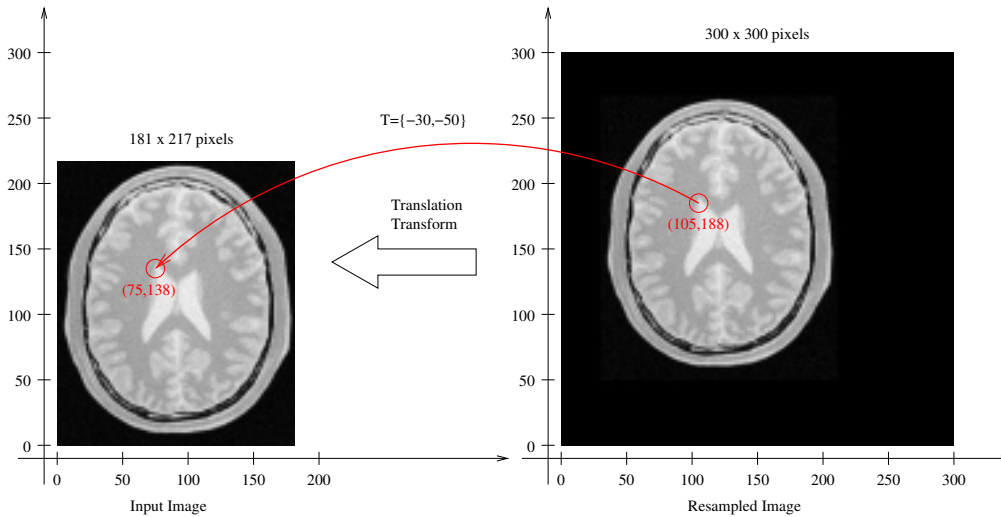 300 x 300 pixels
300
300
250
250
T={−30,−50}
181 x 217 pixels
200
200
Translation
Transform
(105,188)
150
150
(75,138)
100
100
50
50
0
0
0 50 100 150 200
0 50 100 150 200 250 300
Input Image
Resampled Image